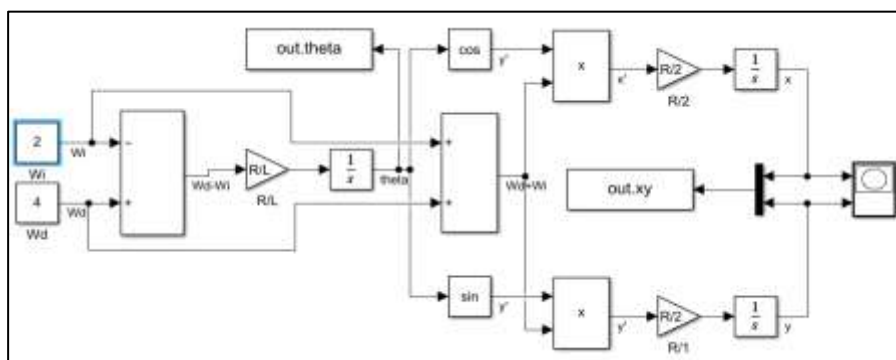 out.theta
cos
y'
x
x'
R/2
R/2
1
s
x
2
Wi
Wi
−
+
Wd-Wi
R/L
R/L
1
s
theta
+
+
Wd+Wi
out.xy
4
Wd
Wd
sin
y'
x
y'
R/2
R/1
1
s
y